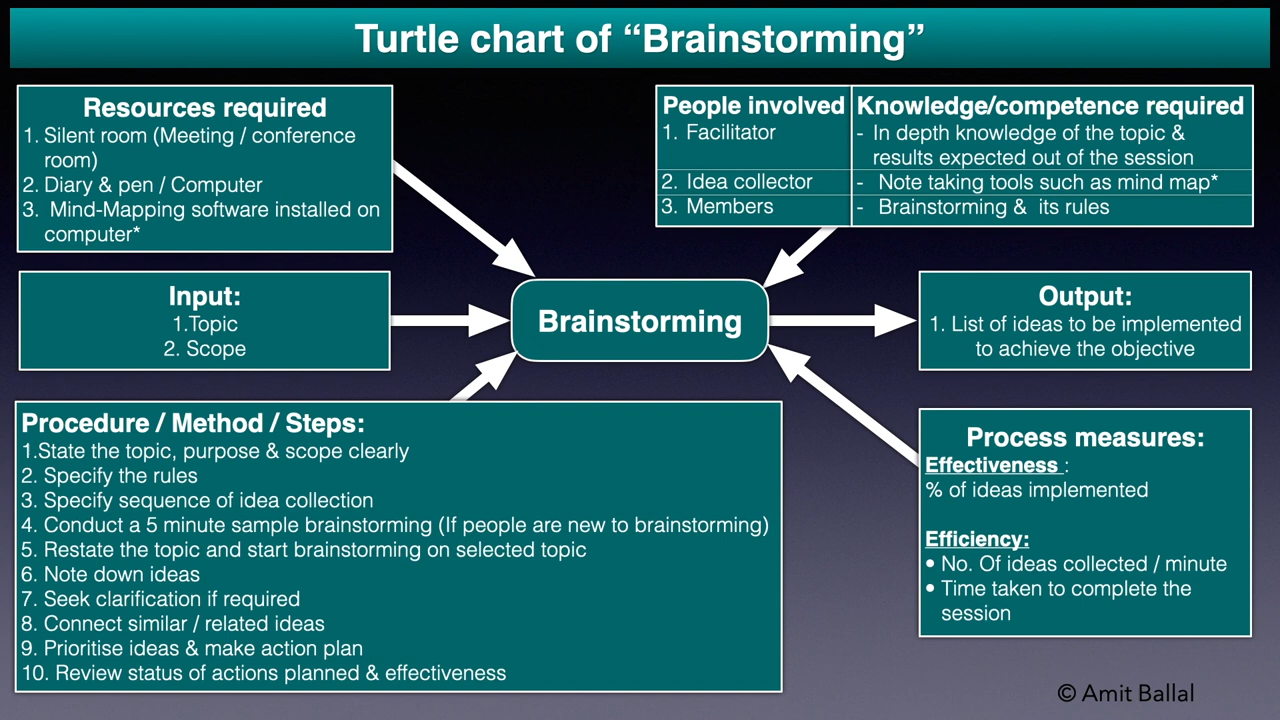 Turtle chart of “Brainstorming”
Resources required
1. Silent room (Meeting / conference
room)
2. Diary & pen / Computer
3. Mind-Mapping software installed on
computer*
People involved
Knowledge/competence required
1. Facilitator
- In depth knowledge of the topic &
results expected out of the session
2. Idea collector
- Note taking tools such as mind map*
3. Members
- Brainstorming & its rules
Input:
1.Topic
2. Scope
Brainstorming
Output:
1. List of ideas to be implemented
to achieve the objective
Procedure / Method / Steps:
1.State the topic, purpose & scope clearly
2. Specify the rules
3. Specify sequence of idea collection
4. Conduct a 5 minute sample brainstorming (If people are new to brainstorming)
5. Restate the topic and start brainstorming on selected topic
6. Note down ideas
7. Seek clarification if required
8. Connect similar / related ideas
9. Prioritise ideas & make action plan
10. Review status of actions planned & effectiveness
Process measures:
Effectiveness :
% of ideas implemented
Efficiency:
• No. Of ideas collected / minute
• Time taken to complete the
session
© Amit Ballal